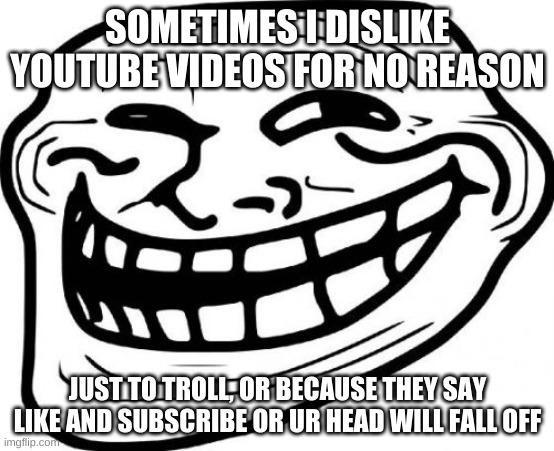 SOMETIMES I DISLIKE
YOUTUBE VIDEOS FOR NO REASON
JUST TO TROLL, OR BECAUSE THEY SAY
LIKE AND SUBSCRIBE OR UR HEAD WILL FALL OFF
imgflip.com